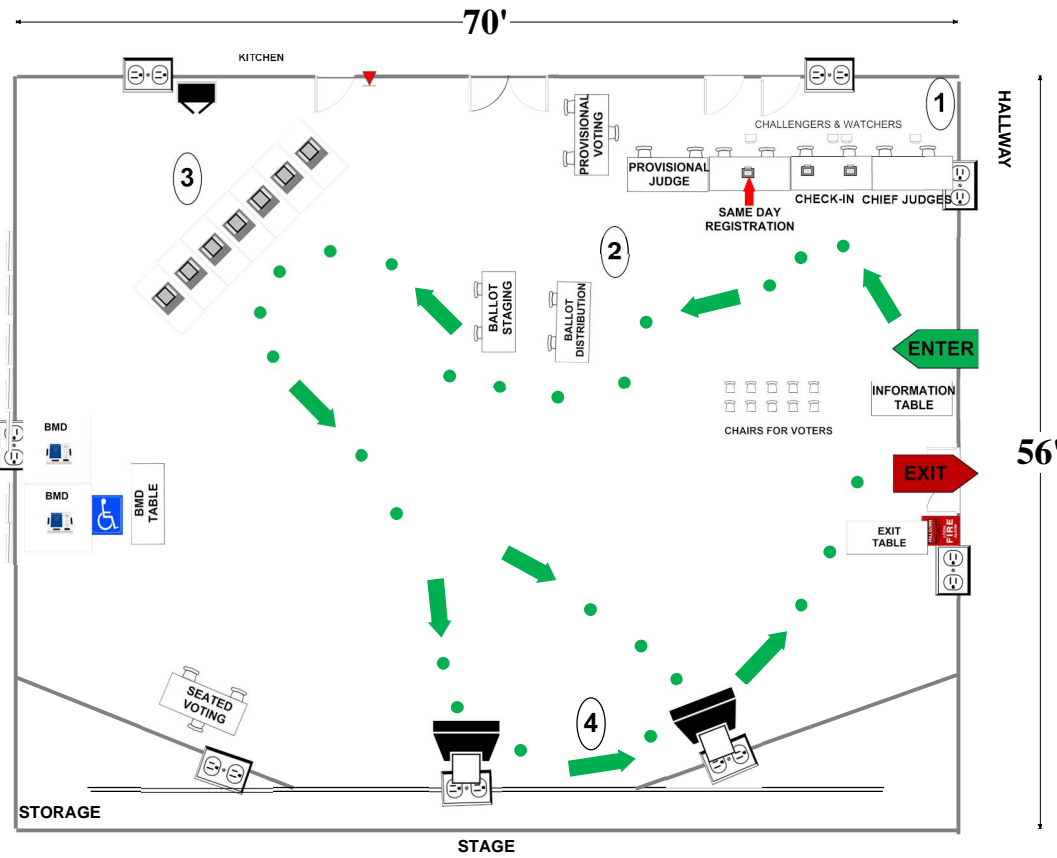 70'
KITCHEN
1
HALLWAY
CHALLENGERS & WATCHERS
PROVISIONAL
VOTING
PROVISIONAL
JUDGE
SAME DAY
REGISTRATION
CHECK-IN
CHIEF JUDGES
3
2
BALLOT
STAGING
BALLOT
DISTRIBUTION
ENTER
INFORMATION
TABLE
CHAIRS FOR VOTERS
56'
EXIT
BMD
BMD
BMD
TABLE
EXIT
TABLE
FIRE
SEATED
VOTING
4
STORAGE
STAGE